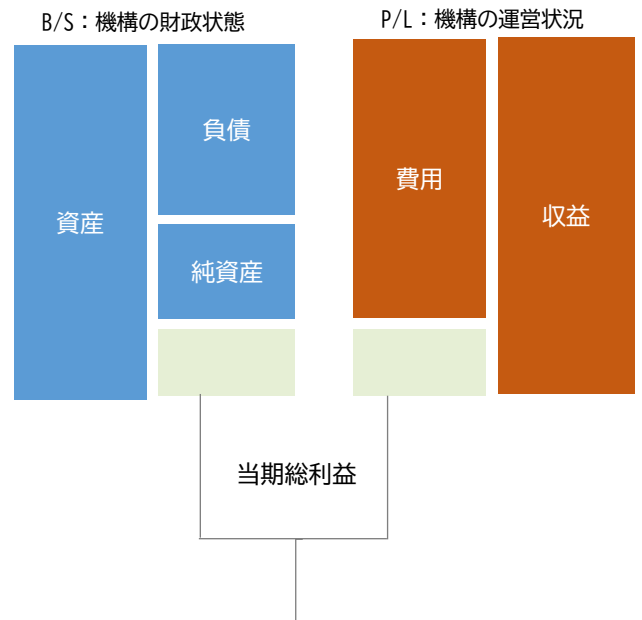 B/S：機構の財政状態
P/L：機構の運営状況
資産
負債
純資産
費用
収益
当期総利益